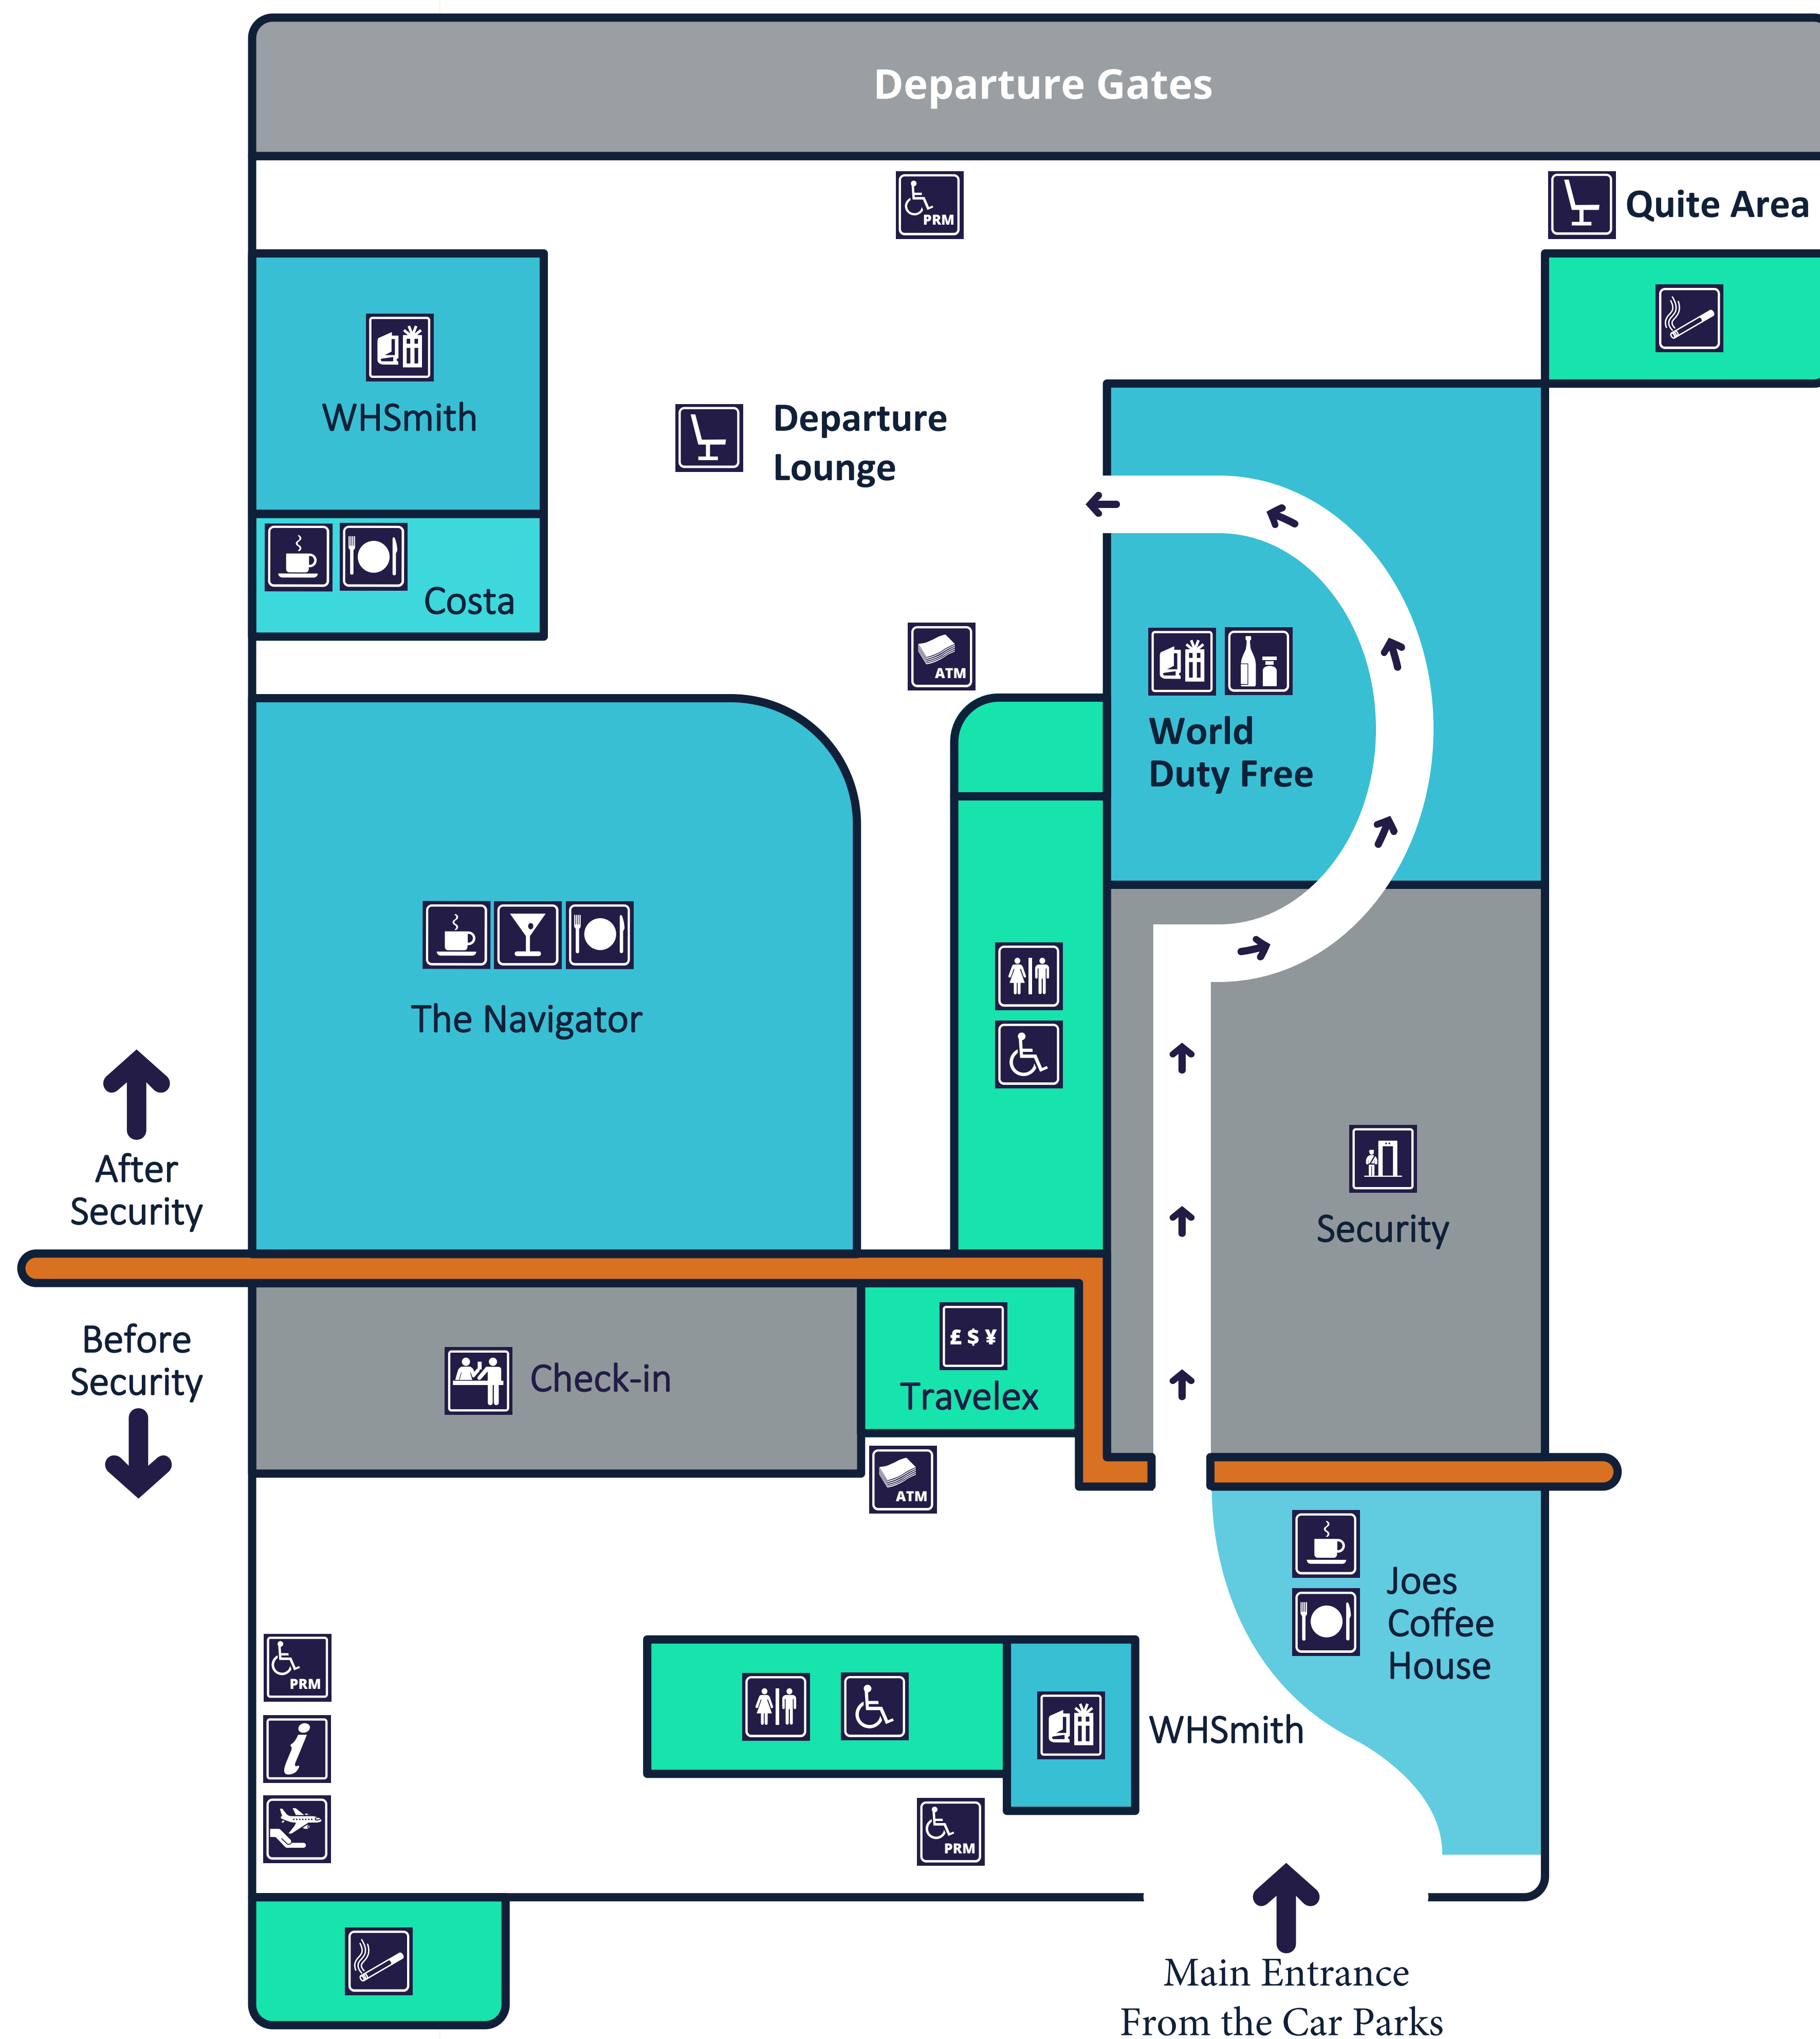 Departure Gates
PRM
Quite Area
WHSmith
Departure
Lounge
Costa
ATM
World
Duty Free
The Navigator
After
Security
Security
Before
Security
£ $ ¥
Check-in
Travelex
ATM
Joes
Coffee
House
PRM
i
WHSmith
PRM
Main Entrance
From the Car Parks